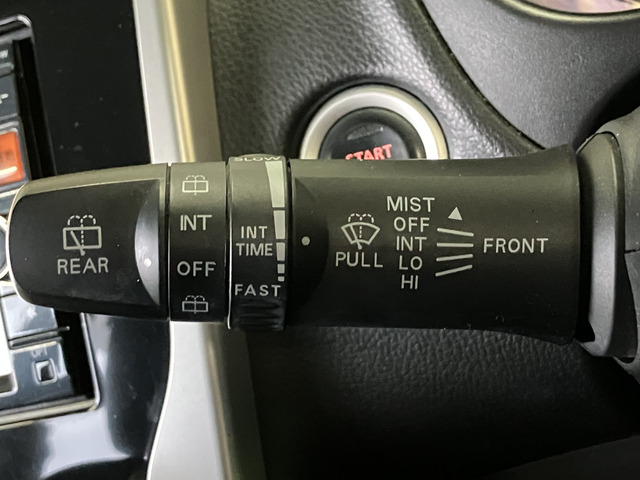 START
REAR
INT
OFF
SLOW
INT
TIME
FAST
PULL
MIST
OFF
INT
LO
HI
FRONT